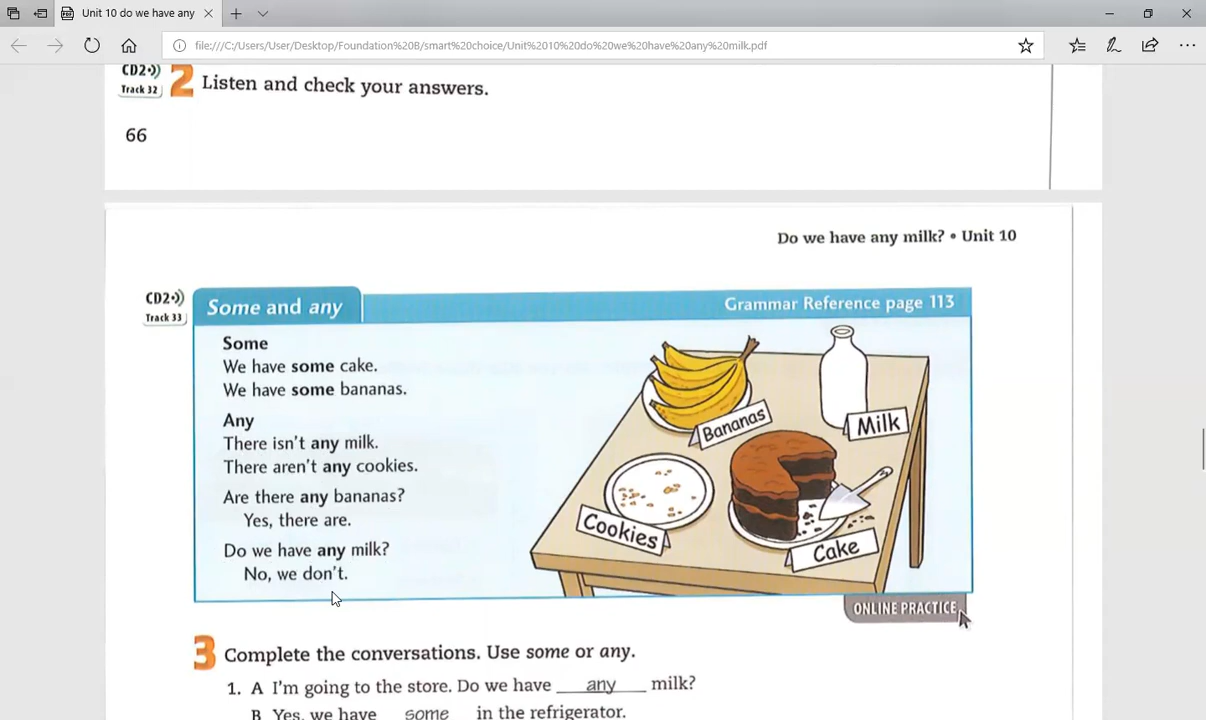 Unit 10 do we have any
file:///C:/Users/User/Desktop/Foundation%20B/smart%20choice/Unit%2010%20do%20we%20have%20any%20milk.pdf
CD2
Track 32
2 Listen and check your answers.
66
Do we have any milk? • Unit 10
CD2
Track 33
Some and any
Grammar Reference page 113
Some
We have some cake.
We have some bananas.
Any
There isn't any milk.
There aren't any cookies.
Are there any bananas?
Yes, there are.
Do we have any milk?
No, we don't.
Bananas
Milk
Cookies
Cake
ONLINE PRACTICE
3 Complete the conversations. Use some or any.
1. A I'm going to the store. Do we have any milk?
B Yes, we have some in the refrigerator.